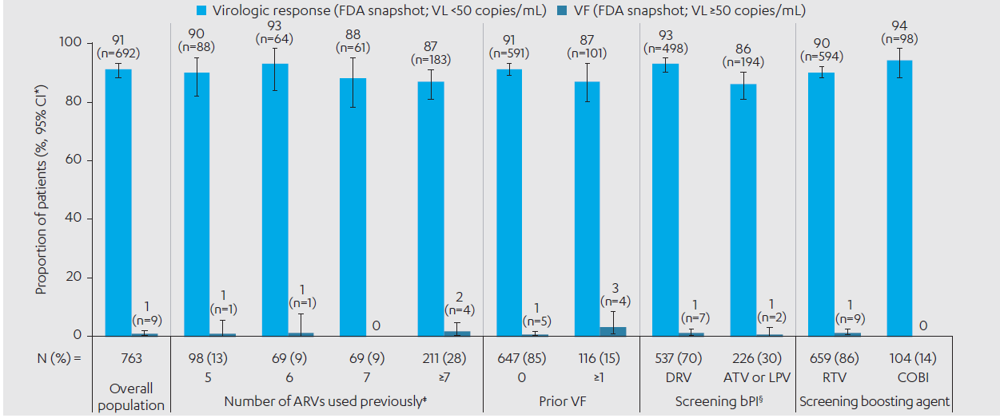 Virologic response (FDA snapshot; VL <50 copies/mL) VF (FDA snapshot; VL ≥50 copies/mL)
Proportion of patients (%, 95% CI*)
100
80
60
40
20
0
91
(n=692)
1
(n=9)
90
(n=88)
1
(n=1)
93
(n=64)
1
(n=1)
88
(n=61)
0
87
(n=183)
2
(n=4)
91
(n=591)
1
(n=5)
87
(n=101)
3
(n=4)
93
(n=498)
1
(n=7)
86
(n=194)
1
(n=2)
90
(n=594)
1
(n=9)
94
(n=98)
0
N (%) = 763 98 (13) 69 (9) 69 (9) 211 (28) 647 (85) 116 (15) 537 (70) 226 (30) 659 (86) 104 (14)
5 6 7 ≥7 0 ≥1 DRV ATV or LPV RTV COBI
Overall
population
Number of ARVs used previously‡
Prior VF
Screening bPI§
Screening boosting agent